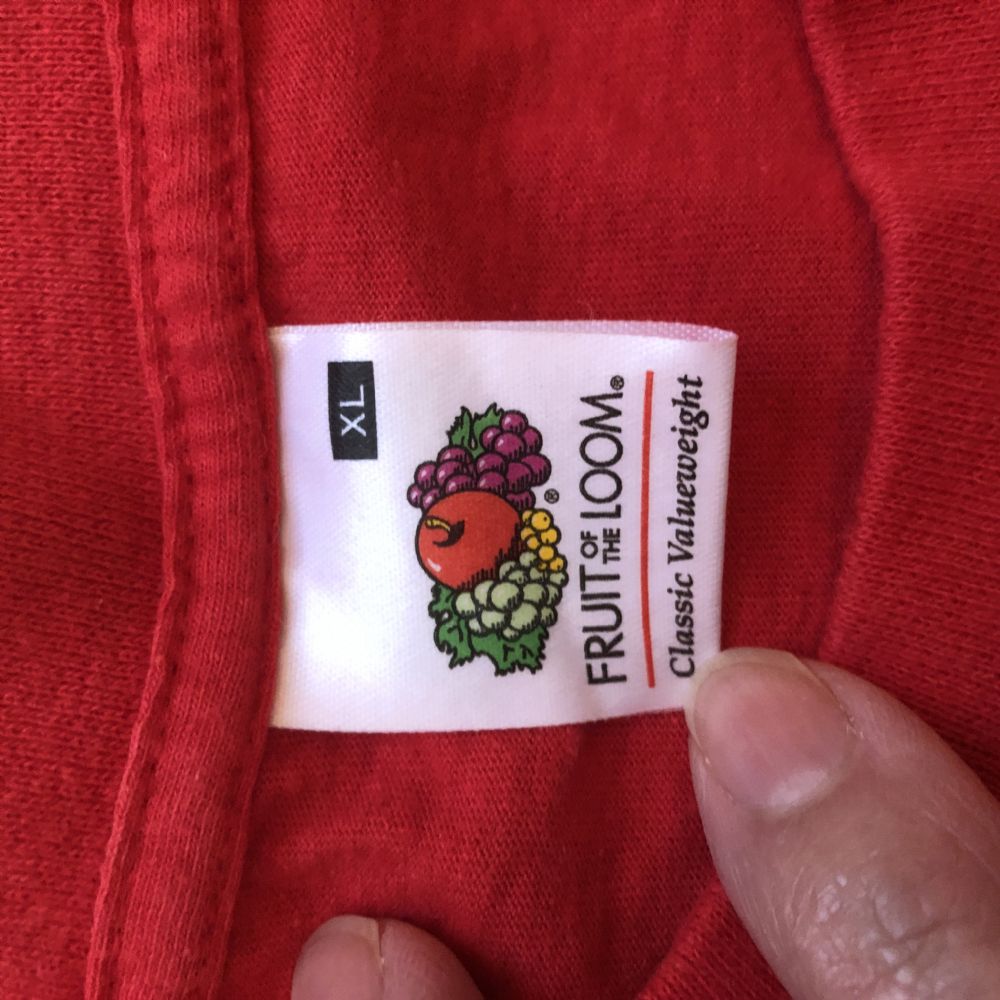 XL
®
FRUIT OF THE LOOM®
Classic Valueweight